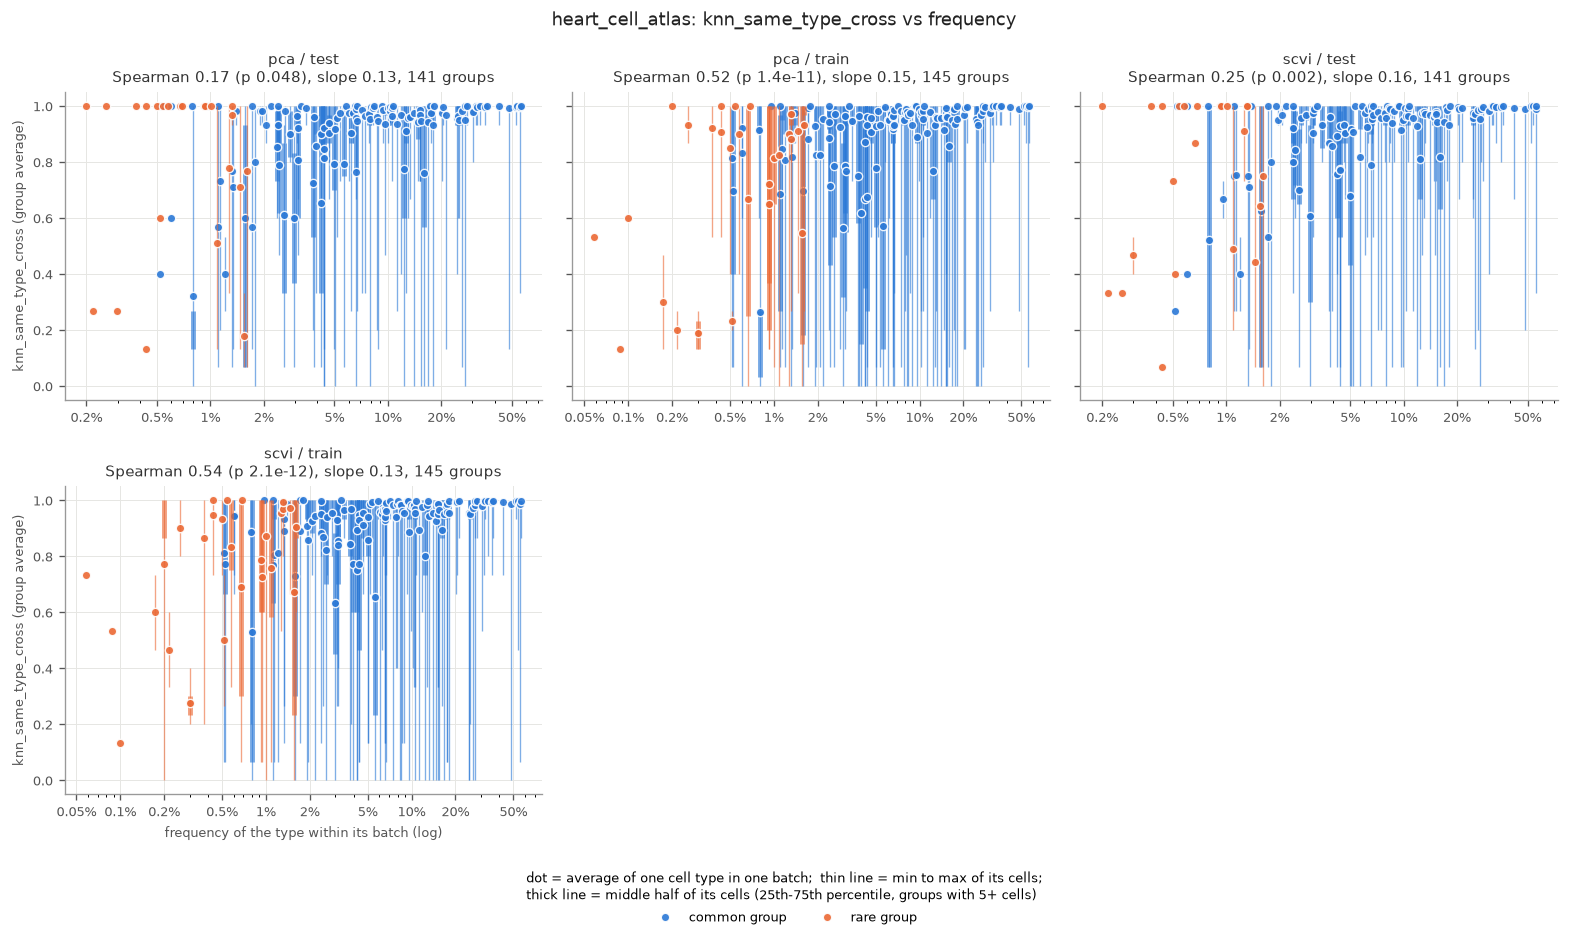 heart_cell_atlas: knn_same_type_cross vs frequency
pca / test
Spearman 0.17 (p 0.048), slope 0.13, 141 groups
pca / train
Spearman 0.52 (p 1.4e-11), slope 0.15, 145 groups
scvi / test
Spearman 0.25 (p 0.002), slope 0.16, 141 groups
knn_same_type_cross (group average)
1.0
0.8
0.6
0.4
0.2
0.0
0.2% 0.5% 1% 2% 5% 10% 20% 50%
0.05% 0.1% 0.2% 0.5% 1% 2% 5% 10% 20% 50%
0.2% 0.5% 1% 2% 5% 10% 20% 50%
scvi / train
Spearman 0.54 (p 2.1e-12), slope 0.13, 145 groups
knn_same_type_cross (group average)
1.0
0.8
0.6
0.4
0.2
0.0
0.05% 0.1% 0.2% 0.5% 1% 2% 5% 10% 20% 50%
frequency of the type within its batch (log)
dot = average of one cell type in one batch;  thin line = min to max of its cells;
thick line = middle half of its cells (25th-75th percentile, groups with 5+ cells)
common group rare group